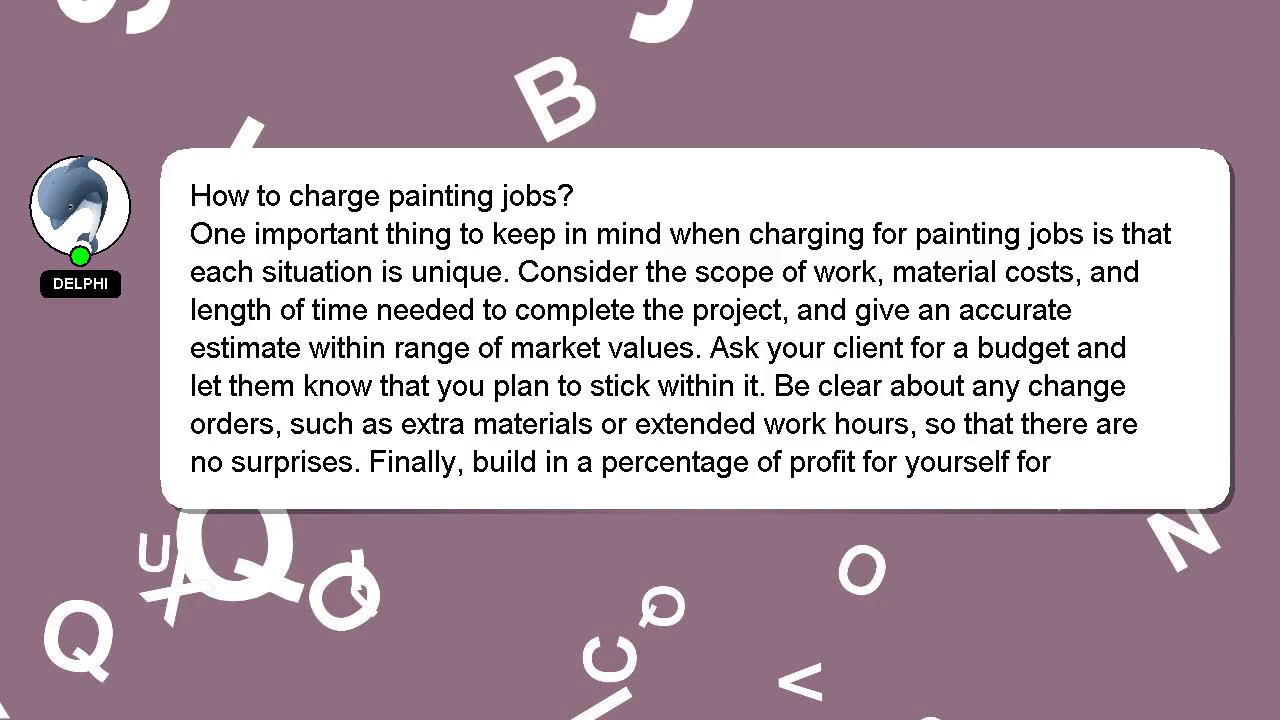 How to charge painting jobs?
One important thing to keep in mind when charging for painting jobs is that
each situation is unique. Consider the scope of work, material costs, and
length of time needed to complete the project, and give an accurate
estimate within range of market values. Ask your client for a budget and
let them know that you plan to stick within it. Be clear about any change
orders, such as extra materials or extended work hours, so that there are
no surprises. Finally, build in a percentage of profit for yourself for
DELPHI
B
N
U
Q
X
Q
O
Q
Q
C
V